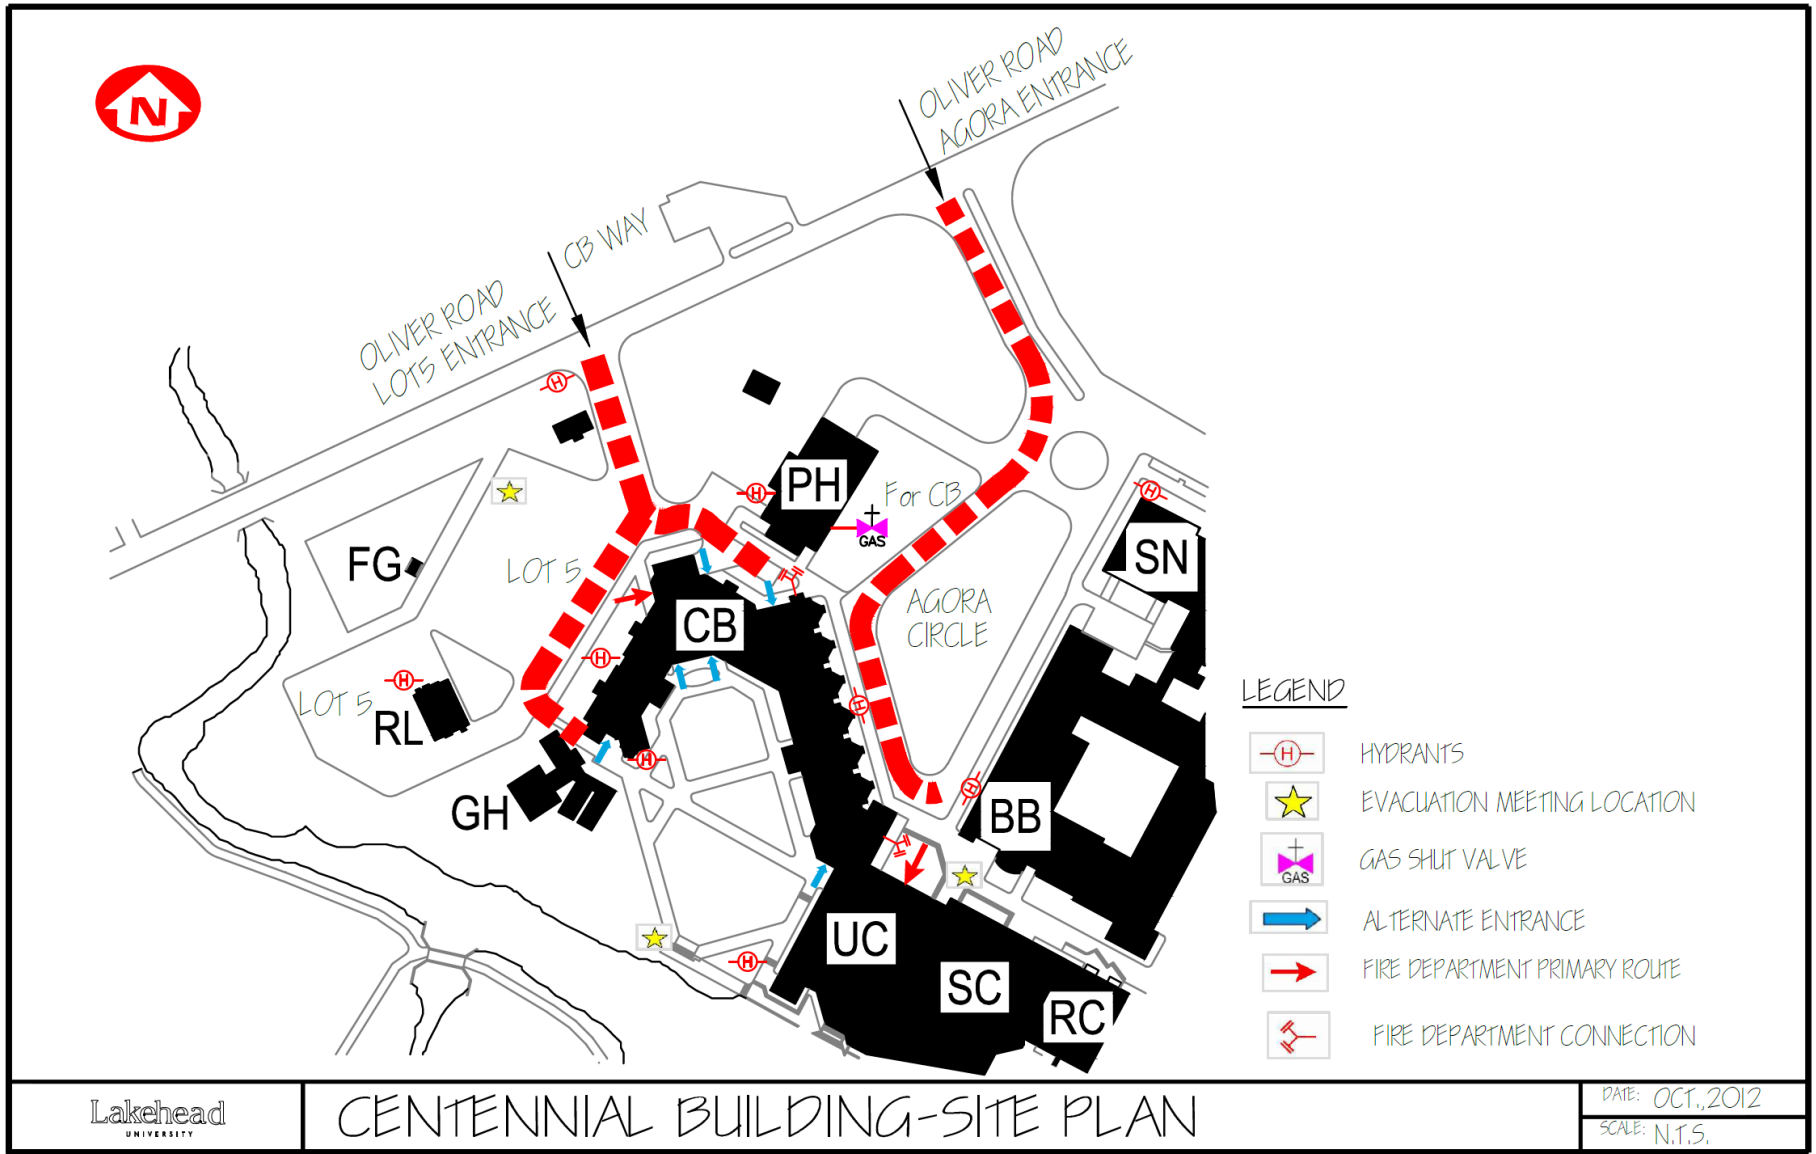 N
OLIVER ROAD
AGORA ENTRANCE
CB WAY
OLIVER ROAD
LOT5 ENTRANCE
H
H
PH
For CB
GAS
H
SN
FG
LOT 5
CB
AGORA
CIRCLE
H
H
LOT 5
RL
H
H
H
GH
BB
UC
H
SC
RC
LEGEND
H HYDRANTS
EVACUATION MEETING LOCATION
GAS GAS SHUT VALVE
ALTERNATE ENTRANCE
FIRE DEPARTMENT PRIMARY ROUTE
FIRE DEPARTMENT CONNECTION
Lakehead
UNIVERSITY
CENTENNIAL BUILDING-SITE PLAN
DATE: OCT.,2012
SCALE: N.T.S.